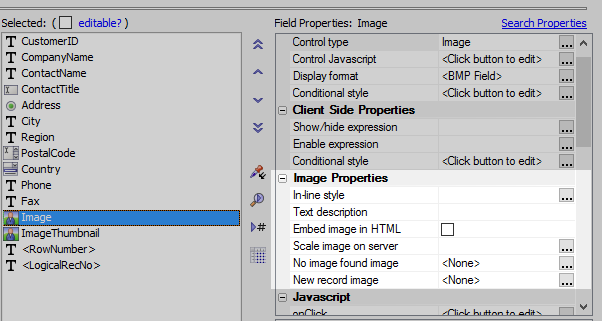 Selected: ( editable? )
CustomerID
CompanyName
ContactName
ContactTitle
Address
City
Region
PostalCode
Country
Phone
Fax
Image
ImageThumbnail
<RowNumber>
<LogicalRecNo>
#
Field Properties: Image Search Properties
Control type Image ...
Control Javascript <Click button to edit> ...
Display format <BMP Field> ...
Conditional style <Click button to edit> ...
Client Side Properties
Show/hide expression ...
Enable expression ...
Conditional style <Click button to edit> ...
Image Properties
In-line style ...
Text description
Embed image in HTML
Scale image on server ...
No image found image <None> ...
New record image <None> ...
Javascript
onClick <Click button to edit> ...